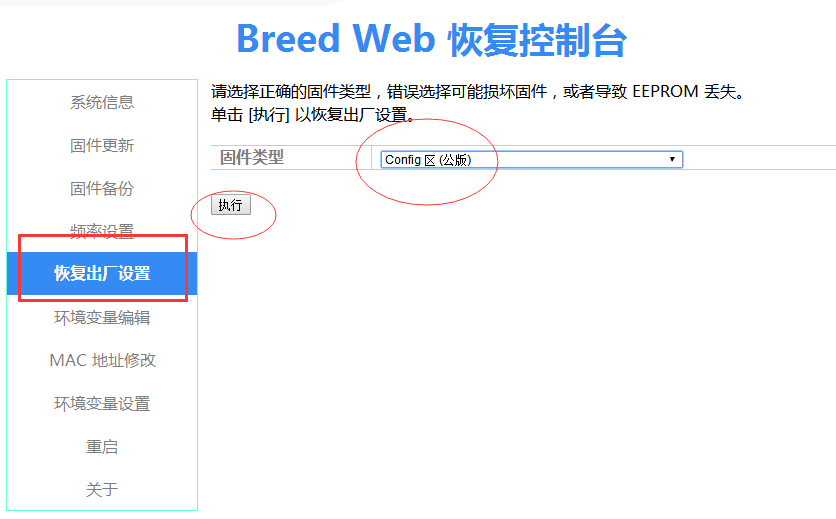 Breed Web 恢复控制台
系统信息
固件更新
固件备份
频率设置
恢复出厂设置
环境变量编辑
MAC 地址修改
环境变量设置
重启
关于
请选择正确的固件类型，错误选择可能损坏固件，或者导致 EEPROM 丢失。
单击 [执行] 以恢复出厂设置。
固件类型
Config 区 (公版)
执行